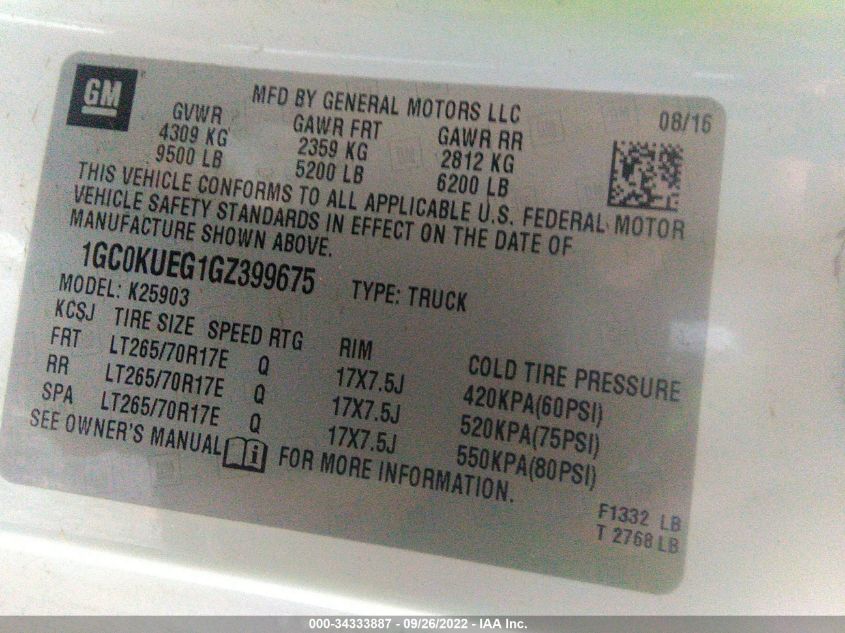 GM
MFD BY GENERAL MOTORS LLC
08/16
GVWR GAWR FRT GAWR RR
4309 KG 2359 KG 2812 KG
9500 LB 5200 LB 6200 LB
THIS VEHICLE CONFORMS TO ALL APPLICABLE U.S. FEDERAL MOTOR
VEHICLE SAFETY STANDARDS IN EFFECT ON THE DATE OF
MANUFACTURE SHOWN ABOVE.
1GC0KUEG1GZ399675 TYPE: TRUCK
MODEL: K25903
KCSJ TIRE SIZE SPEED RTG RIM COLD TIRE PRESSURE
FRT LT265/70R17E Q 17X7.5J 420KPA(60PSI)
RR LT265/70R17E Q 17X7.5J 520KPA(75PSI)
SPA LT265/70R17E Q 17X7.5J 550KPA(80PSI)
SEE OWNER'S MANUAL FOR MORE INFORMATION.
F1332 LB
T 2768 LB
000-34333887 - 09/26/2022 - IAA Inc.